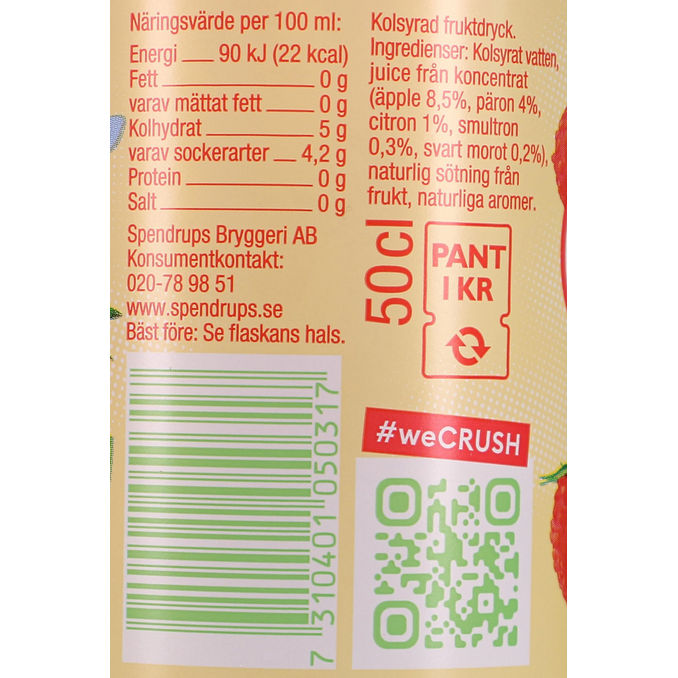 Näringsvärde per 100 ml:
Energi 90 kJ (22 kcal)
Fett 0 g
varav mättat fett 0 g
Kolhydrat 5 g
varav sockerarter 4,2 g
Protein 0 g
Salt 0 g
Spendrups Bryggeri AB
Konsumentkontakt:
020-78 98 51
www.spendrups.se
Bäst före: Se flaskans hals.
Kolsyrad fruktdryck.
Ingredienser: Kolsyrat vatten,
juice från koncentrat
(äpple 8,5%, päron 4%,
citron 1%, smultron
0,3%, svart morot 0,2%),
naturlig sötning från
frukt, naturliga aromer.
50 cl
PANT
1 KR
#weCRUSH
7 310401 050317